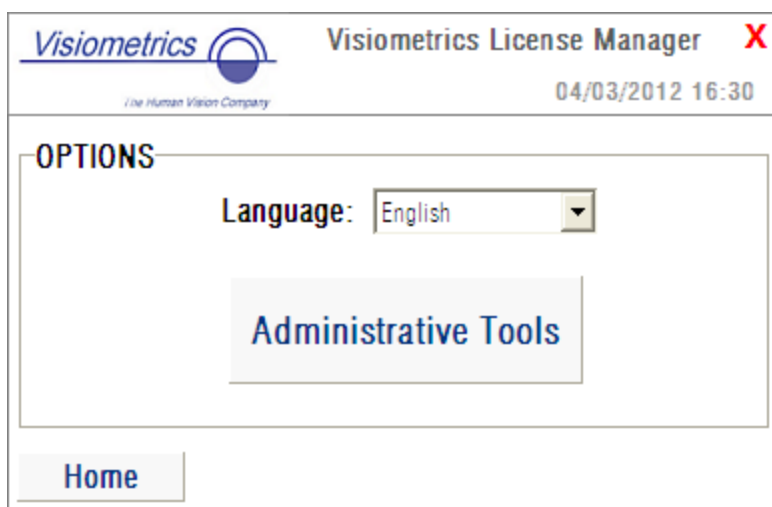 Visiometrics
The Human Vision Company
Visiometrics License Manager X
04/03/2012 16:30
OPTIONS
Language: English
Administrative Tools
Home